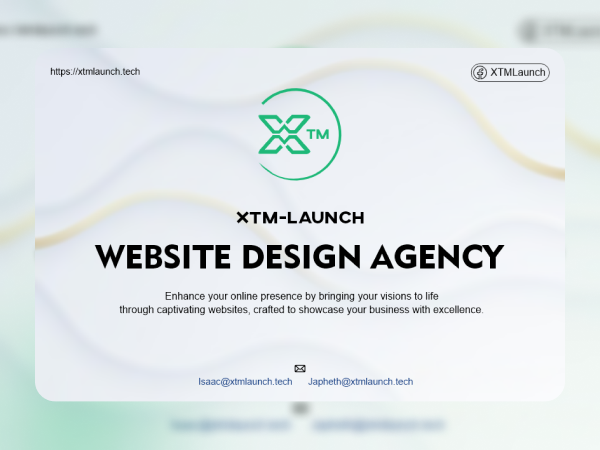 https://xtmlaunch.tech
XTMLaunch
XTM
XTM-LAUNCH
WEBSITE DESIGN AGENCY
Enhance your online presence by bringing your visions to life
through captivating websites, crafted to showcase your business with excellence.
Isaac@xtmlaunch.tech Japheth@xtmlaunch.tech